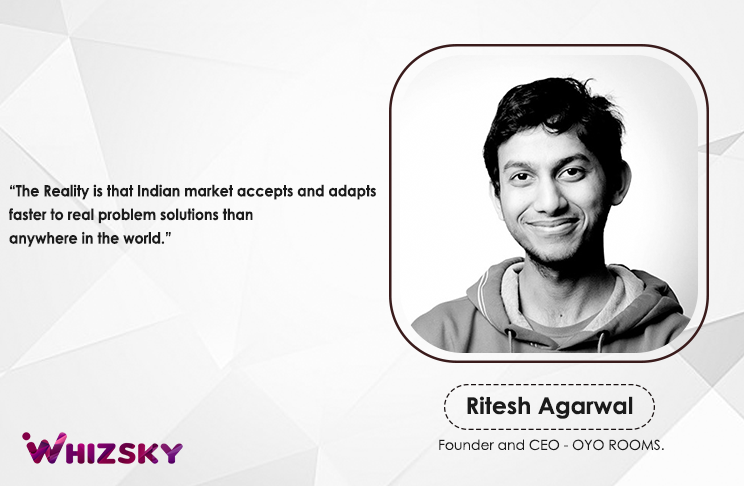 “The Reality is that Indian market accepts and adapts
faster to real problem solutions than
anywhere in the world.”
Ritesh Agarwal
Founder and CEO - OYO ROOMS.
WHIZSKY